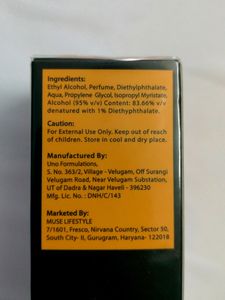 Ingredients:
Ethyl Alcohol, Perfume, Diethylphthalate,
Aqua, Propylene Glycol, Isopropyl Myristate,
Alcohol (95% v/v) Content: 83.66% v/v
denatured with 1% Diethyphthalate.
Caution:
For External Use Only. Keep out of reach
of children. Store in cool and dry place.
Manufactured By:
Uno Formulations,
S. No. 363/2, Village - Velugam, Off Surangi
Velugam Road, Near Velugam Substation,
UT of Dadra & Nagar Haveli - 396230
Mfg. Lic. No. : DNH/C/143
Marketed By:
MUSE LIFESTYLE
7/1601, Fresco, Nirvana Country, Sector 50,
South City- II, Gurugram, Haryana- 122018